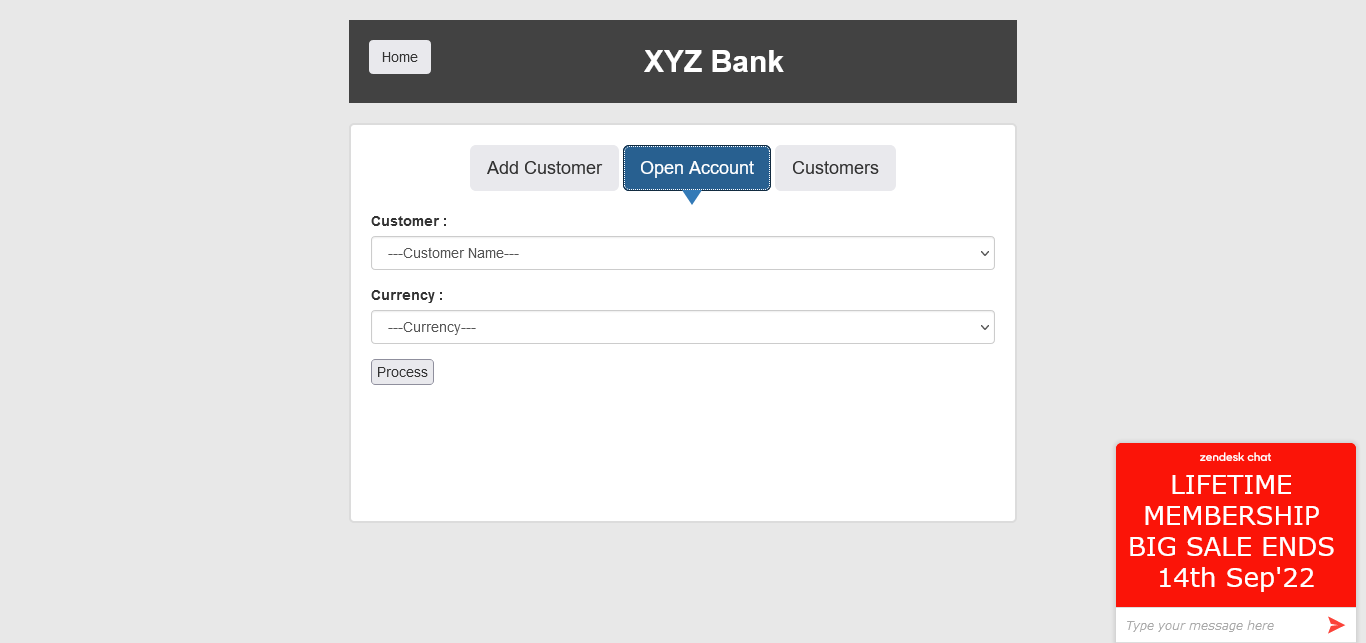 Home
XYZ Bank
Add Customer
Open Account
Customers
Customer :
---Customer Name---
Currency :
---Currency---
Process
zendesk chat
LIFETIME
MEMBERSHIP
BIG SALE ENDS
14th Sep'22
Type your message here